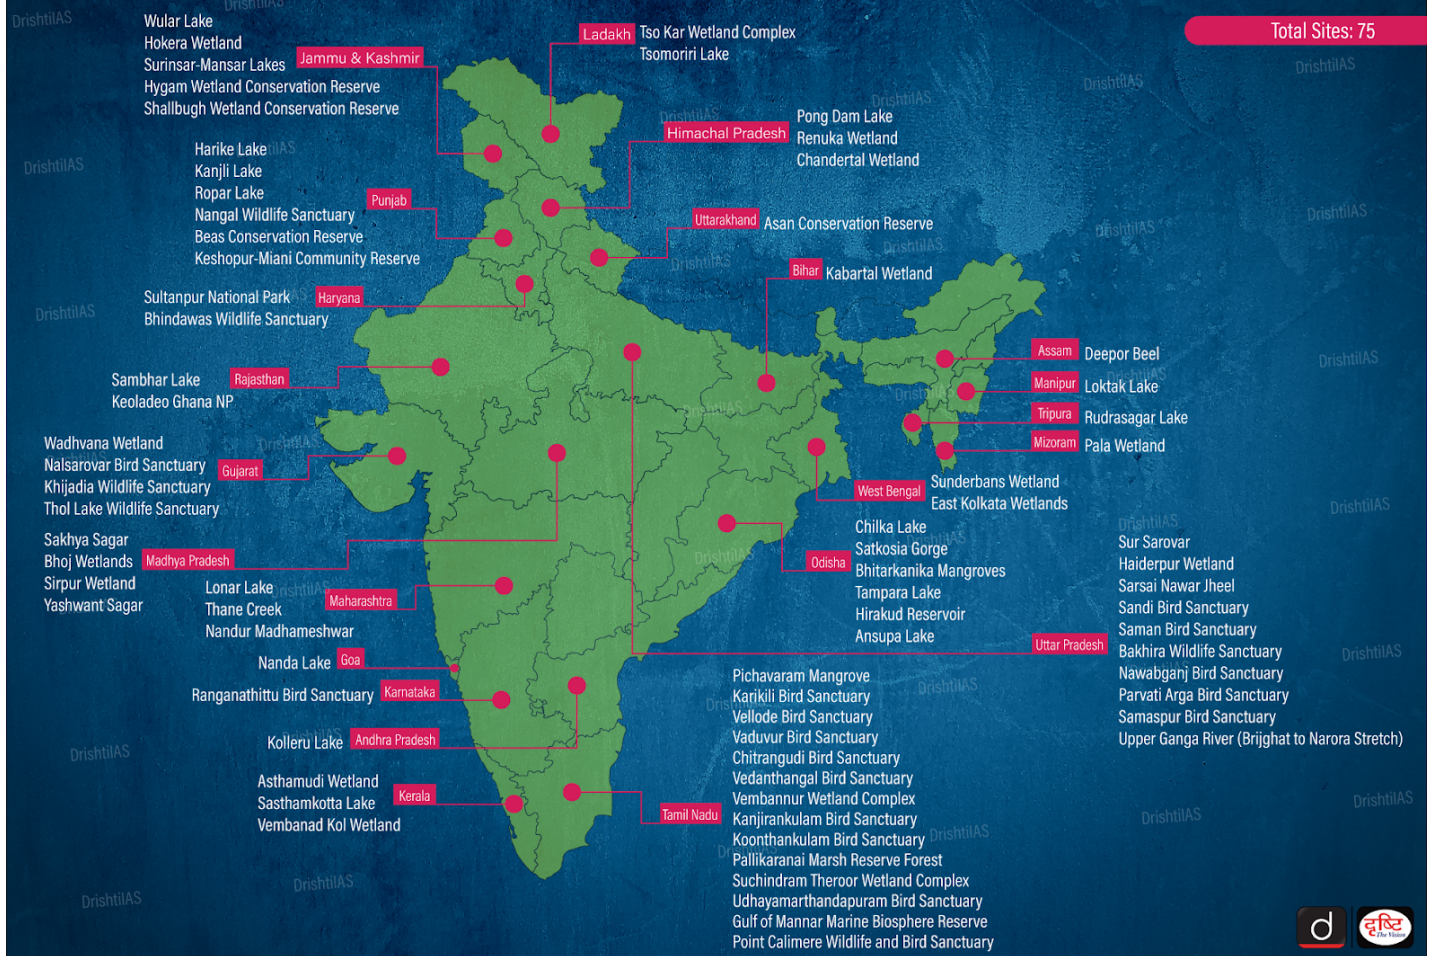 Total Sites: 75
Wular Lake
Hokera Wetland
Surinsar-Mansar Lakes
Hygam Wetland Conservation Reserve
Shallbugh Wetland Conservation Reserve
Jammu & Kashmir
Ladakh
Tso Kar Wetland Complex
Tsomoriri Lake
Himachal Pradesh
Pong Dam Lake
Renuka Wetland
Chandertal Wetland
Harike Lake
Kanjli Lake
Ropar Lake
Nangal Wildlife Sanctuary
Beas Conservation Reserve
Keshopur-Miani Community Reserve
Punjab
Uttarakhand
Asan Conservation Reserve
Bihar
Kabartal Wetland
Sultanpur National Park
Bhindawas Wildlife Sanctuary
Haryana
Sambhar Lake
Keoladeo Ghana NP
Rajasthan
Assam
Deepor Beel
Manipur
Loktak Lake
Tripura
Rudrasagar Lake
Mizoram
Pala Wetland
Wadhvana Wetland
Nalsarovar Bird Sanctuary
Khijadia Wildlife Sanctuary
Thol Lake Wildlife Sanctuary
Gujarat
West Bengal
Sunderbans Wetland
East Kolkata Wetlands
Sakhya Sagar
Bhoj Wetlands
Sirpur Wetland
Yashwant Sagar
Madhya Pradesh
Odisha
Chilka Lake
Satkosia Gorge
Bhitarkanika Mangroves
Tampara Lake
Hirakud Reservoir
Ansupa Lake
Lonar Lake
Thane Creek
Nandur Madhameshwar
Maharashtra
Uttar Pradesh
Sur Sarovar
Haiderpur Wetland
Sarsai Nawar Jheel
Sandi Bird Sanctuary
Saman Bird Sanctuary
Bakhira Wildlife Sanctuary
Nawabganj Bird Sanctuary
Parvati Arga Bird Sanctuary
Samaspur Bird Sanctuary
Upper Ganga River (Brijghat to Narora Stretch)
Nanda Lake
Goa
Ranganathittu Bird Sanctuary
Karnataka
Kolleru Lake
Andhra Pradesh
Asthamudi Wetland
Sasthamkotta Lake
Vembanad Kol Wetland
Kerala
Tamil Nadu
Pichavaram Mangrove
Karikili Bird Sanctuary
Vellode Bird Sanctuary
Vaduvur Bird Sanctuary
Chitrangudi Bird Sanctuary
Vedanthangal Bird Sanctuary
Vembannur Wetland Complex
Kanjirankulam Bird Sanctuary
Koonthankulam Bird Sanctuary
Pallikaranai Marsh Reserve Forest
Suchindram Theroor Wetland Complex
Udhayamarthandapuram Bird Sanctuary
Gulf of Mannar Marine Biosphere Reserve
Point Calimere Wildlife and Bird Sanctuary
DrishtiIAS
d
दृष्टि
The Vision